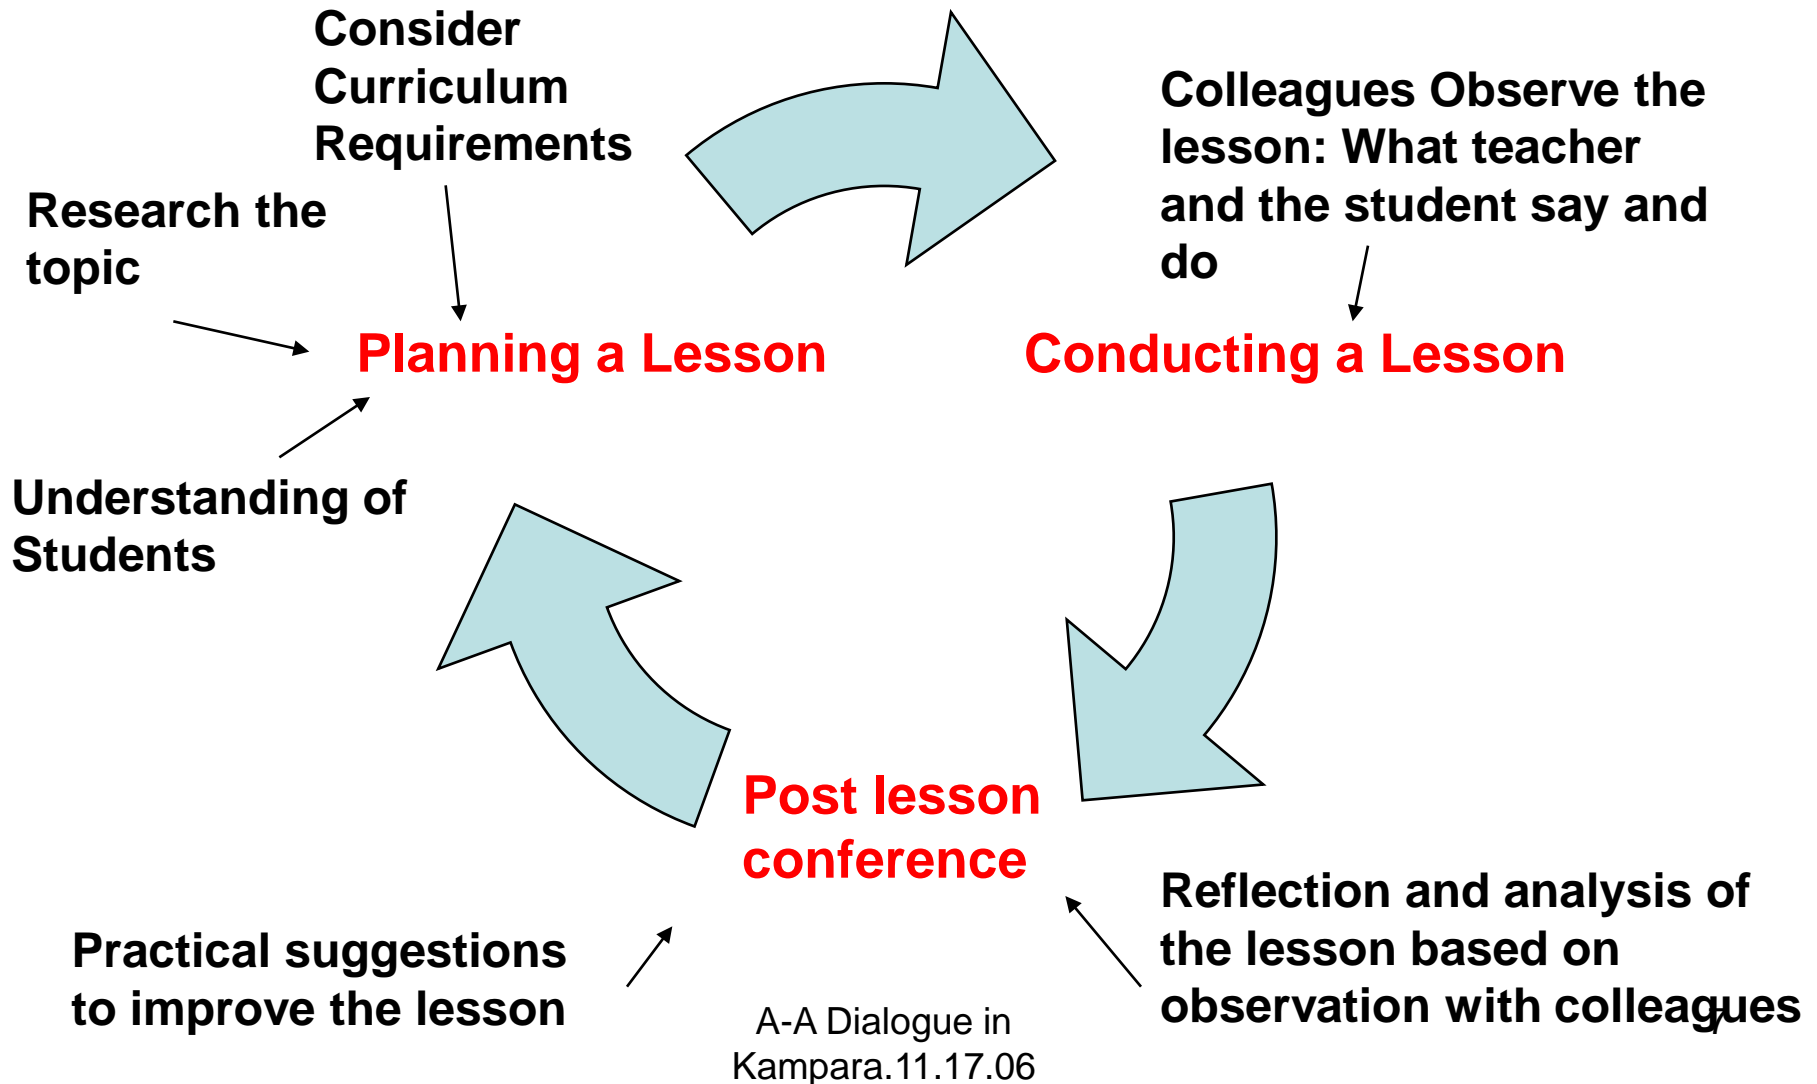 Consider
Curriculum
Requirements
Colleagues Observe the
lesson: What teacher
and the student say and
do
Research the
topic
Planning a Lesson
Conducting a Lesson
Understanding of
Students
Post lesson
conference
Reflection and analysis of
the lesson based on
observation with colleagues
Practical suggestions
to improve the lesson
A-A Dialogue in
Kampara.11.17.06
7